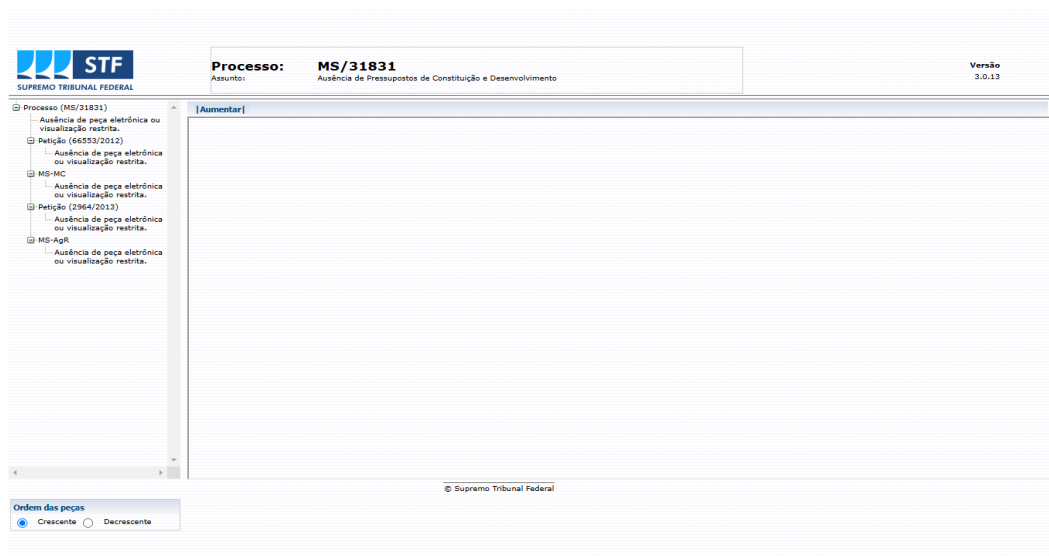 STF
SUPREMO TRIBUNAL FEDERAL
Processo: MS/31831
Assunto: Ausência de Pressupostos de Constituição e Desenvolvimento
Versão
3.0.13
Processo (MS/31831)
Ausência de peça eletrônica ou
visualização restrita.
Petição (66553/2012)
Ausência de peça eletrônica
ou visualização restrita.
MS-MC
Ausência de peça eletrônica
ou visualização restrita.
Petição (2964/2013)
Ausência de peça eletrônica
ou visualização restrita.
MS-AgR
Ausência de peça eletrônica
ou visualização restrita.
|Aumentar|
© Supremo Tribunal Federal
Ordem das peças
Crescente Decrescente